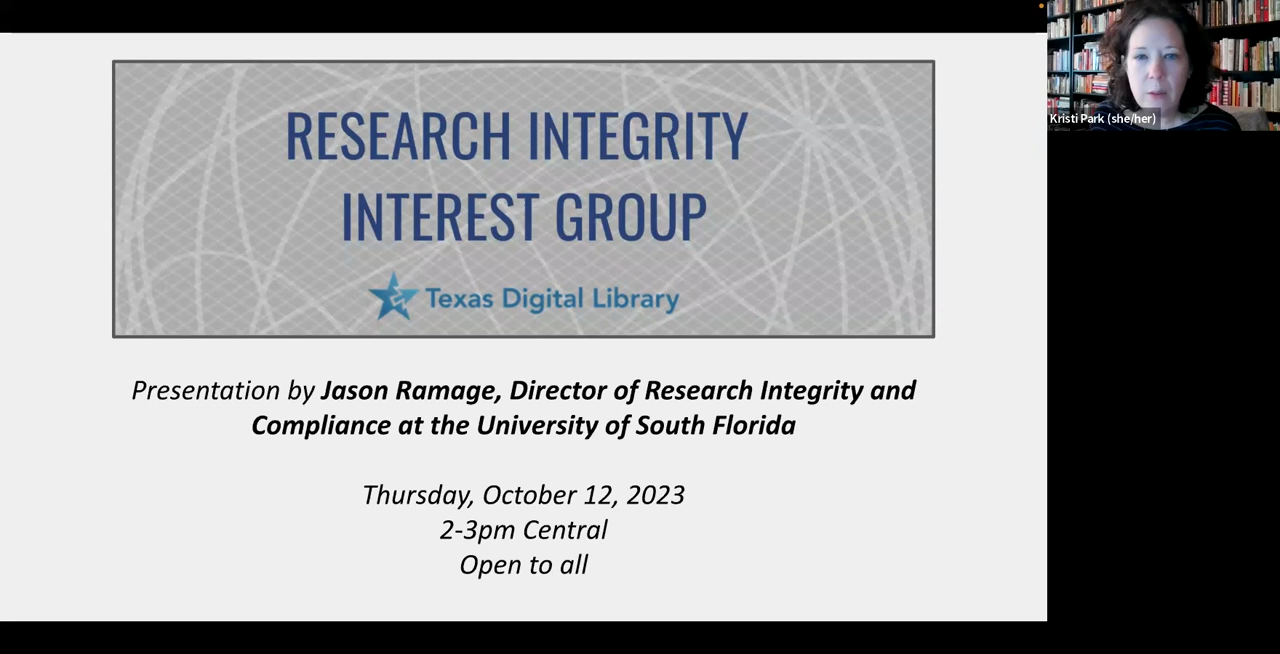 RESEARCH INTEGRITY
INTEREST GROUP
Texas Digital Library
Presentation by Jason Ramage, Director of Research Integrity and
Compliance at the University of South Florida
Thursday, October 12, 2023
2-3pm Central
Open to all
Kristi Park (she/her)